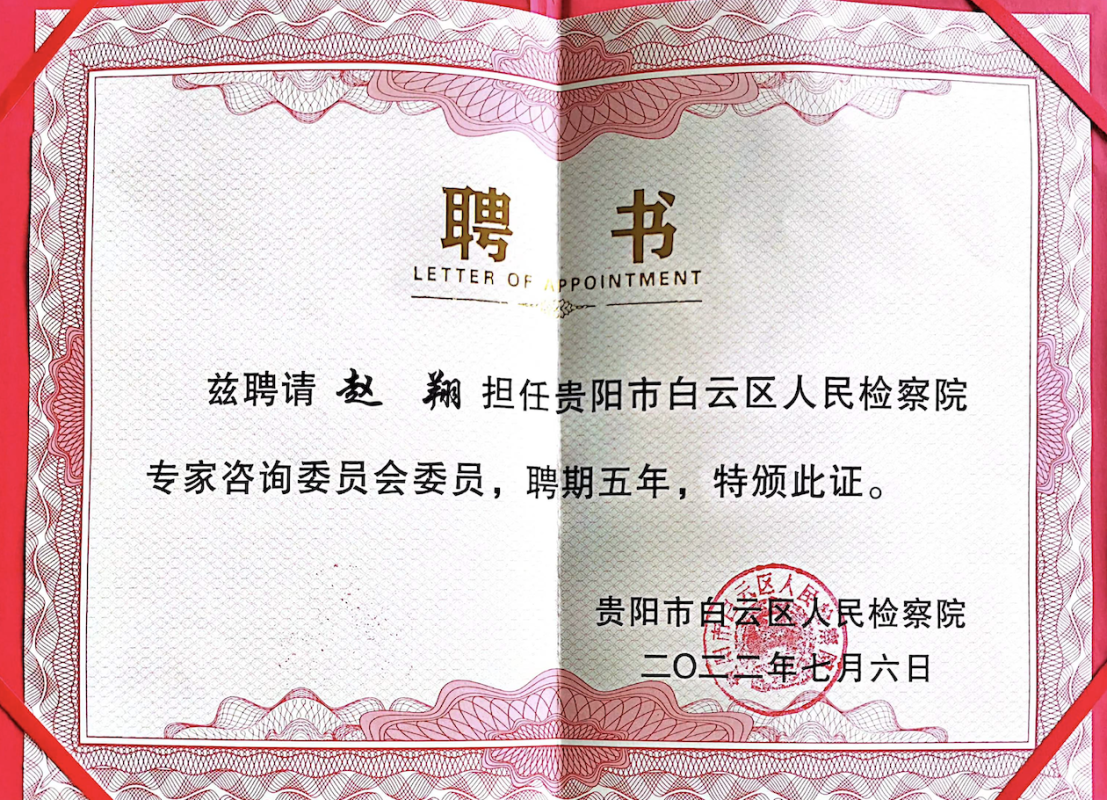 聘 书
LETTER OF APPOINTMENT
兹聘请 赵 翔 担任贵阳市白云区人民检察院
专家咨询委员会委员，聘期五年，特颁此证。
贵阳市白云区人民检察院
二〇二二年七月六日